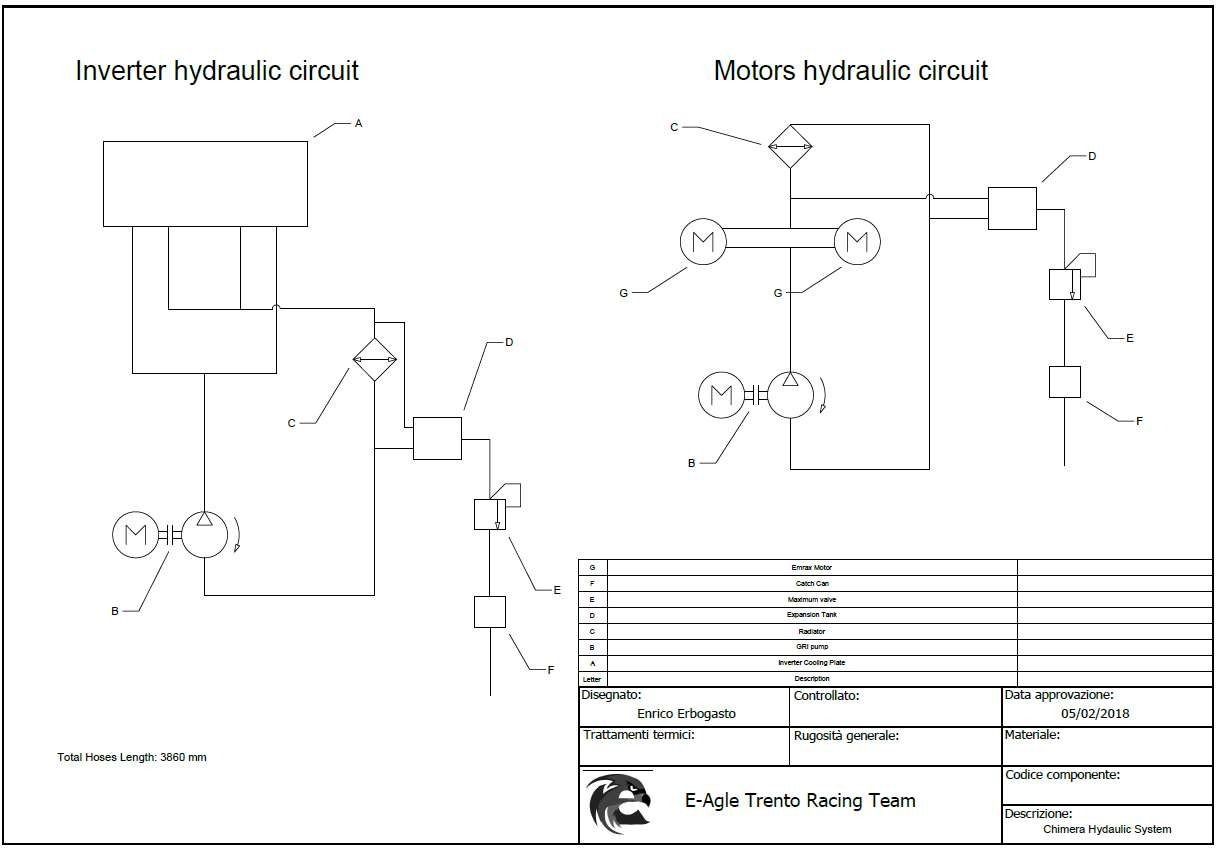 Inverter hydraulic circuit
A
C
D
M
B
E
F
Total Hoses Length: 3860 mm
Motors hydraulic circuit
C
D
M M
G G
E
M
F
B
G Emrax Motor
F Catch Can
E Maximum valve
D Expansion Tank
C Radiator
B GRI pump
A Inverter Cooling Plate
Letter Description
Disegnato: Controllato: Data approvazione:
Enrico Erbogasto 05/02/2018
Trattamenti termici: Rugosità generale: Materiale:
Codice componente:
E-Agle Trento Racing Team
Descrizione:
Chimera Hydaulic System